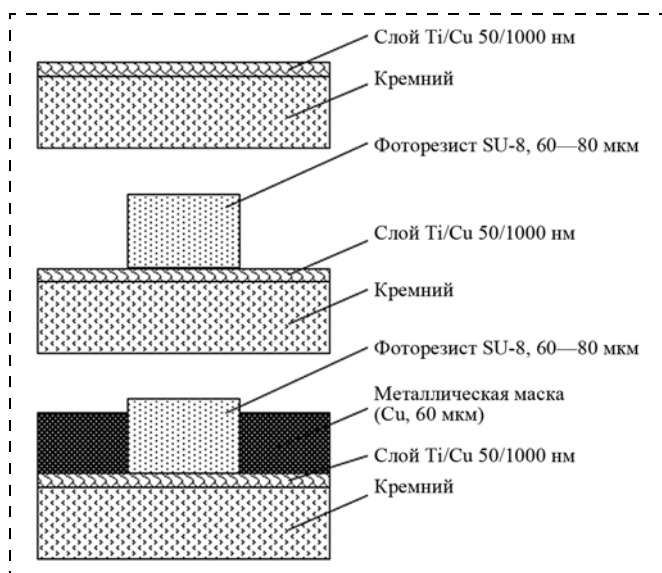 Слой Ti/Cu 50/1000 нм
Кремний
Фоторезист SU-8, 60—80 мкм
Слой Ti/Cu 50/1000 нм
Кремний
Фоторезист SU-8, 60—80 мкм
Металлическая маска
(Cu, 60 мкм)
Слой Ti/Cu 50/1000 нм
Кремний